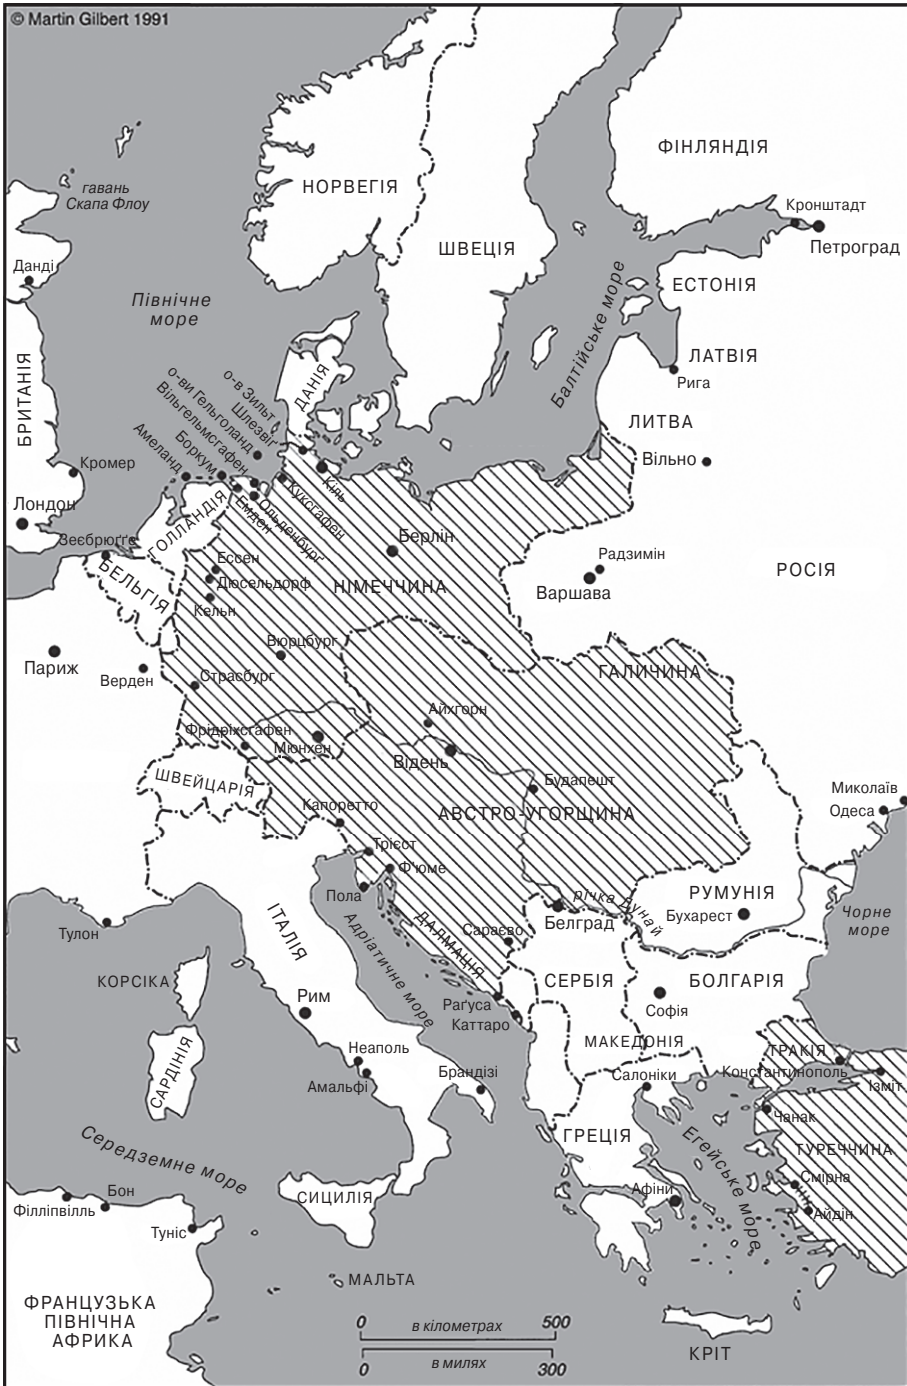 © Martin Gilbert 1991
ФІНЛЯНДІЯ
НОРВЕГІЯ
гавань
Скапа Флоу
Кронштадт
Петроград
ШВЕЦІЯ
Данді
ЕСТОНІЯ
Північне
море
Балтійське море
ЛАТВІЯ
Рига
БРИТАНІЯ
ДАНІЯ
о-в Зильт
Шлезвіґ
о-ви Гельголанд
Вільгельмсгафен
Боркум
Амеланд
ЛИТВА
Вільно
Кромер
Кіль
Куксгафен
Ольденбурґ
Емден
ГОЛЛАНДІЯ
Лондон
Зеєбрюґґе
Берлін
Радзимін
Варшава
РОСІЯ
БЕЛЬГІЯ
Ессен
Дюсельдорф
Кельн
НІМЕЧЧИНА
Париж
Верден
Вюрцбург
Страсбург
ГАЛИЧИНА
Фрідріхсгафен
Мюнхен
Айхгорн
Відень
ШВЕЙЦАРІЯ
Будапешт
Миколаїв
Одеса
Капоретто
АВСТРО-УГОРЩИНА
Трієст
Ф'юме
Пола
РУМУНІЯ
Бухарест
річка Дунай
Белград
Чорне
море
Тулон
ІТАЛІЯ
Адріатичне море
ДАЛМАЦІЯ
Сараєво
КОРСІКА
СЕРБІЯ
БОЛГАРІЯ
Софія
Рим
Раґуса
Каттаро
МАКЕДОНІЯ
ТРАКІЯ
Константинополь
Ізміт
САРДІНІЯ
Неаполь
Амальфі
Брандізі
Салоніки
Чанак
ГРЕЦІЯ
Егейське море
ТУРЕЧЧИНА
Середземне море
СИЦИЛІЯ
Афіни
Смірна
Айдін
Філліпвілль
Бон
Туніс
МАЛЬТА
ФРАНЦУЗЬКА
ПІВНІЧНА
АФРИКА
0 в кілометрах 500
0 в милях 300
КРІТ